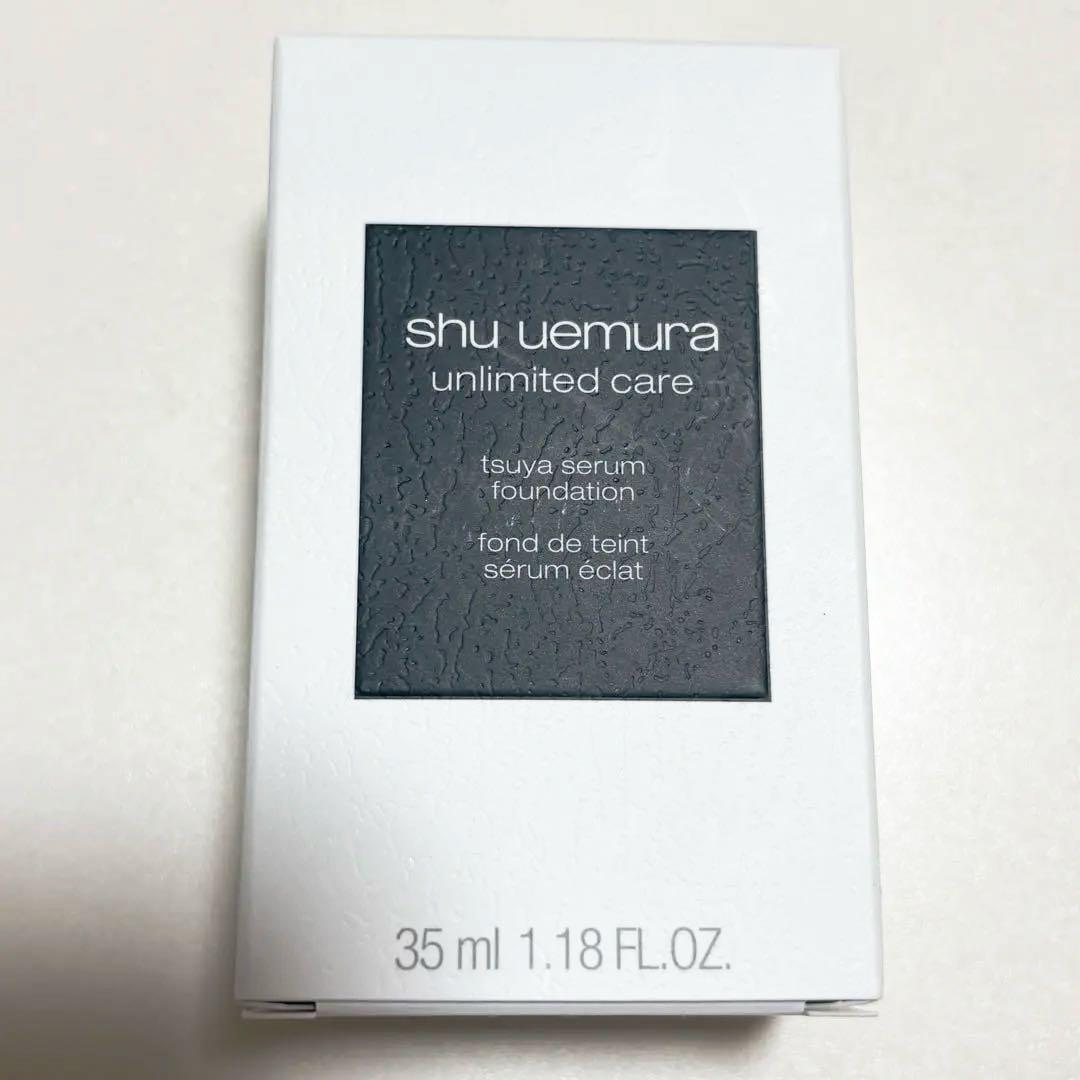 shu uemura
unlimited care
tsuya serum
foundation
fond de teint
sérum éclat
35 ml 1.18 FL.OZ.